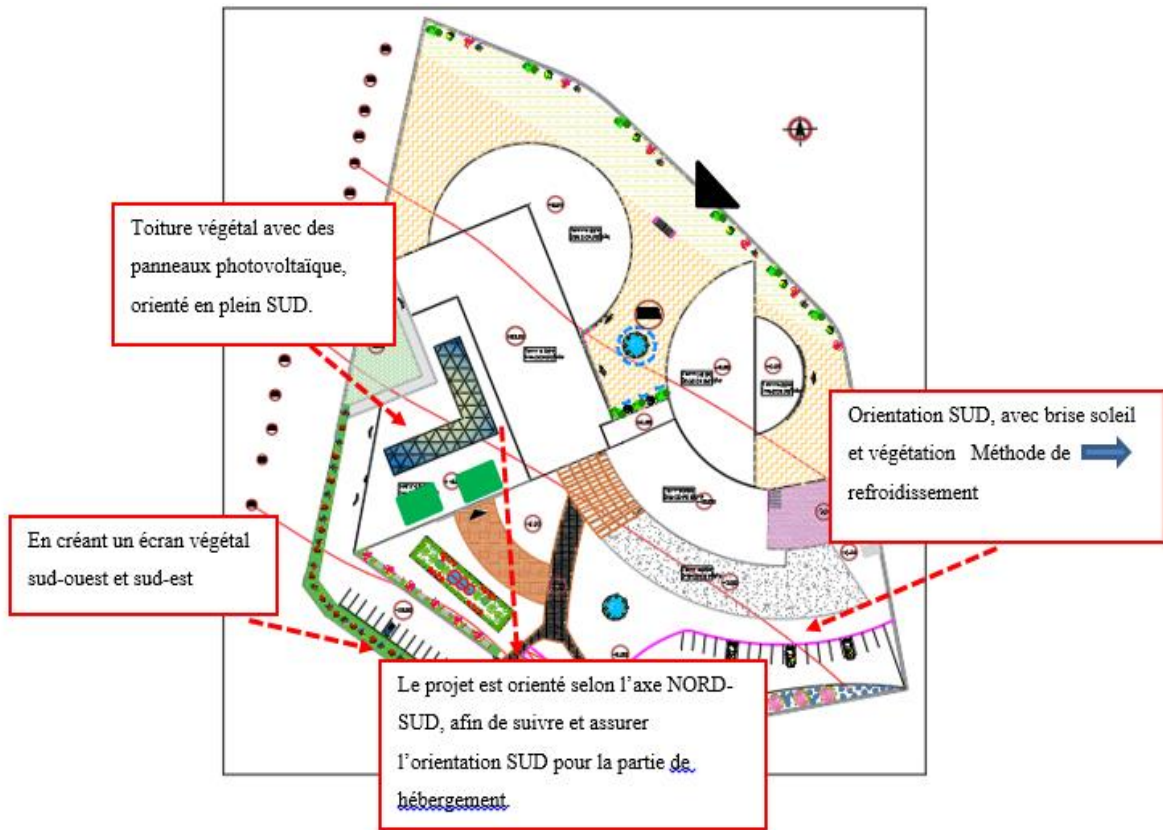 Toiture végétal avec des
panneaux photovoltaïque,
orienté en plein SUD.
Orientation SUD, avec brise soleil
et végétation Méthode de
refroidissement
En créant un écran végétal
sud-ouest et sud-est
Le projet est orienté selon l’axe NORD-
SUD, afin de suivre et assurer
l’orientation SUD pour la partie de
hébergement.